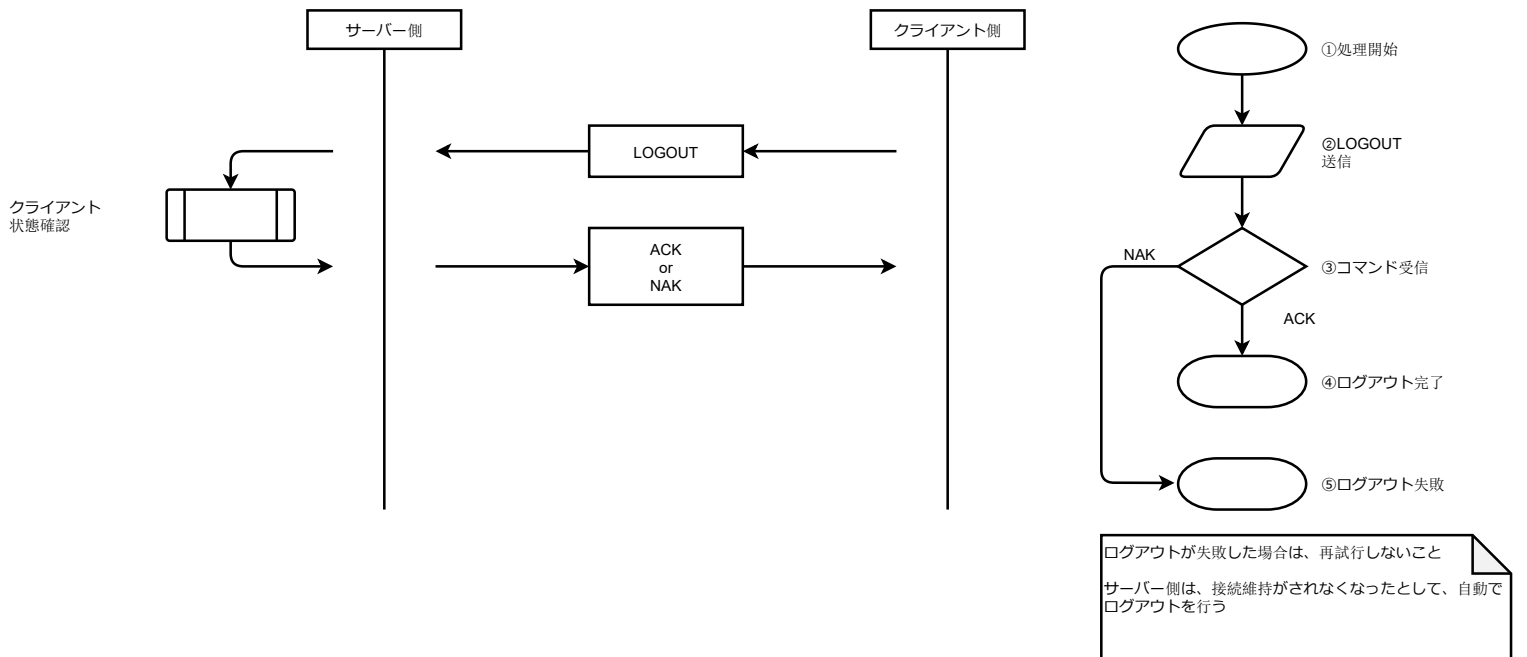 サーバー側
クライアント側
①処理開始
LOGOUT
②LOGOUT
送信
クライアント
状態確認
ACK
or
NAK
NAK
③コマンド受信
ACK
④ログアウト完了
⑤ログアウト失敗
ログアウトが失敗した場合は、再試行しないこと
サーバー側は、接続維持がされなくなったとして、自動で
ログアウトを行う